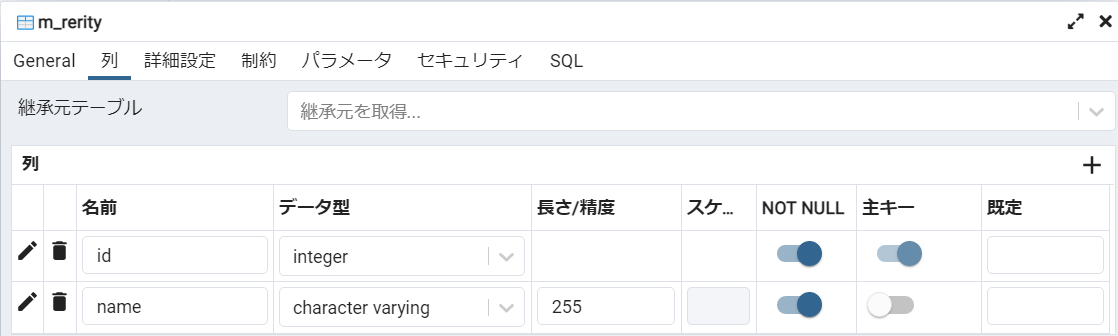 m_rerity
General 列 詳細設定 制約 パラメータ セキュリティ SQL
継承元テーブル 継承元を取得...
列
名前 データ型 長さ/精度 スケ... NOT NULL 主キー 既定
id integer
name character varying 255